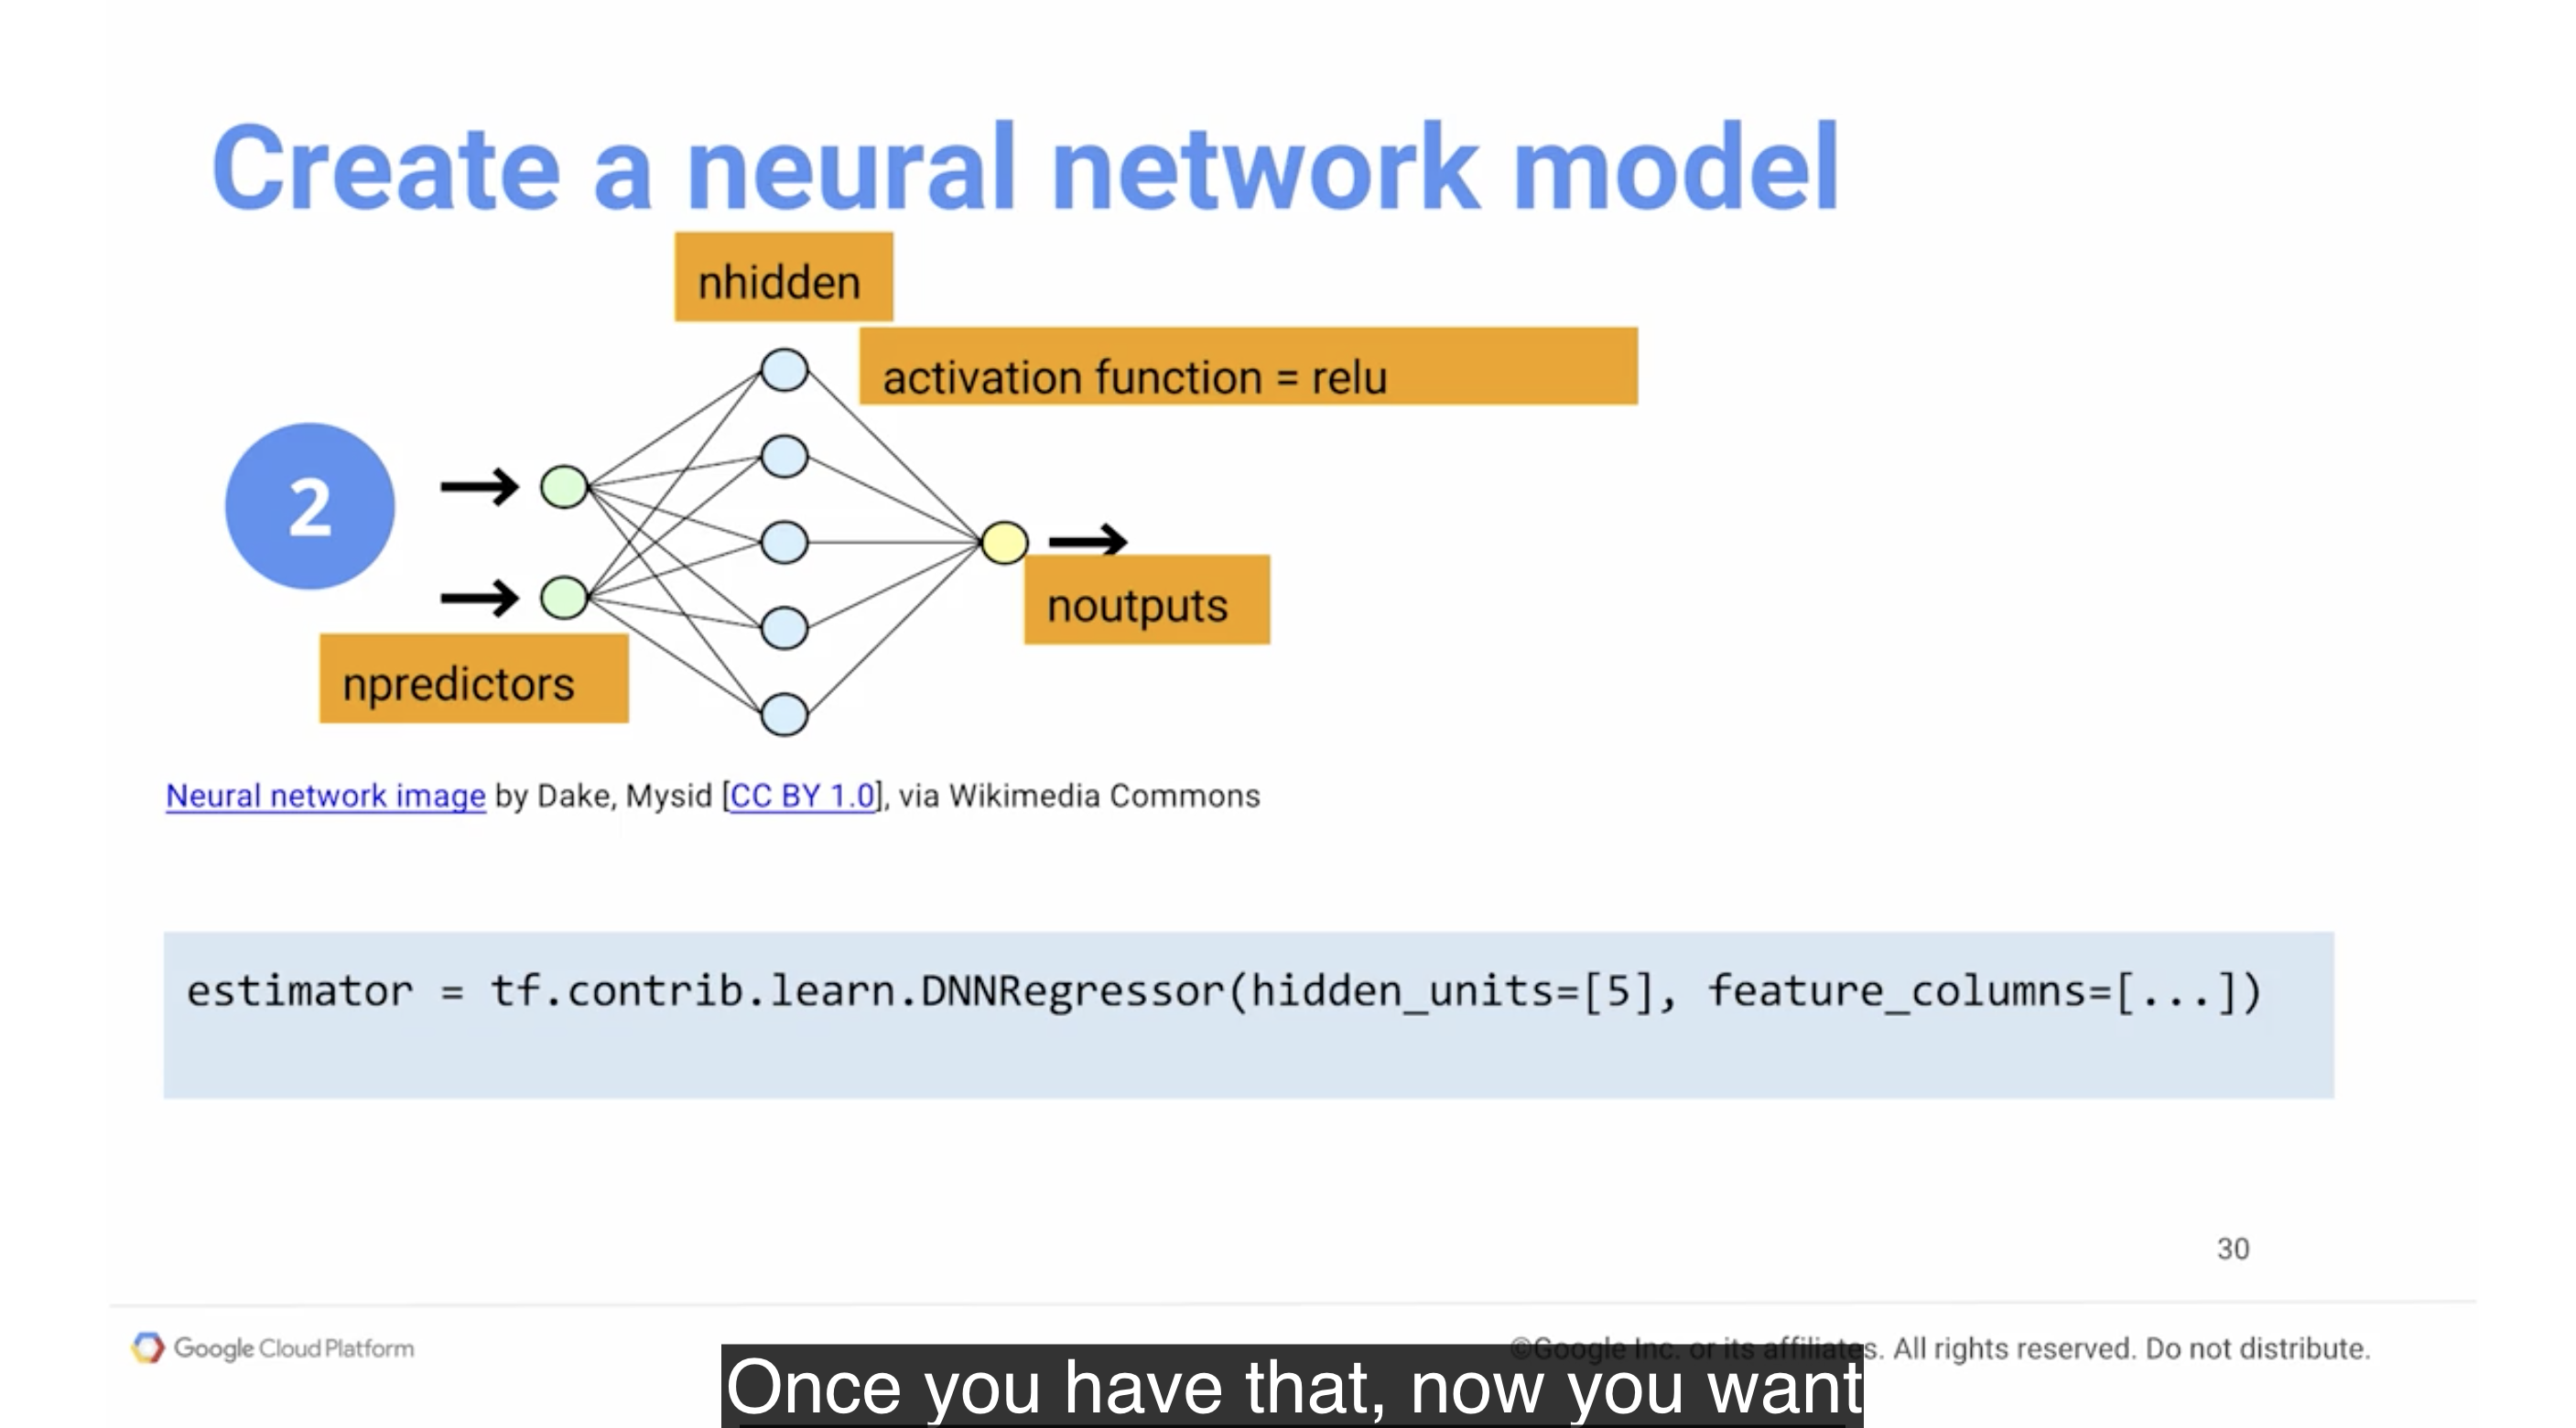 Create a neural network model
nhidden
activation function = relu
2
noutputs
npredictors
Neural network image by Dake, Mysid [CC BY 1.0], via Wikimedia Commons
estimator = tf.contrib.learn.DNNRegressor(hidden_units=[5], feature_columns=[...])
30
Google Cloud Platform
©Google Inc. or its affiliates. All rights reserved. Do not distribute.
Once you have that, now you want